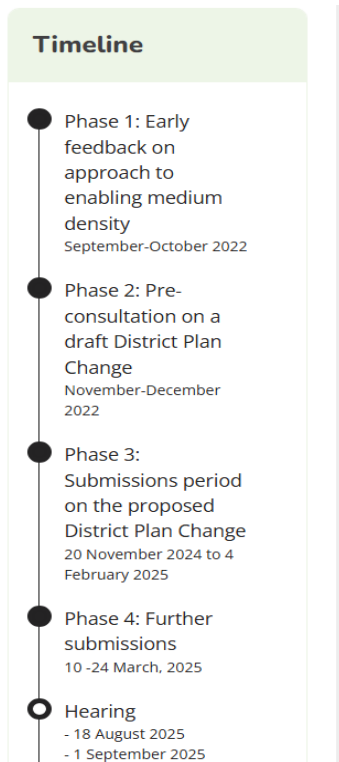 Timeline
Phase 1: Early
feedback on
approach to
enabling medium
density
September-October 2022
Phase 2: Pre-
consultation on a
draft District Plan
Change
November-December
2022
Phase 3:
Submissions period
on the proposed
District Plan Change
20 November 2024 to 4
February 2025
Phase 4: Further
submissions
10 -24 March, 2025
Hearing
- 18 August 2025
- 1 September 2025